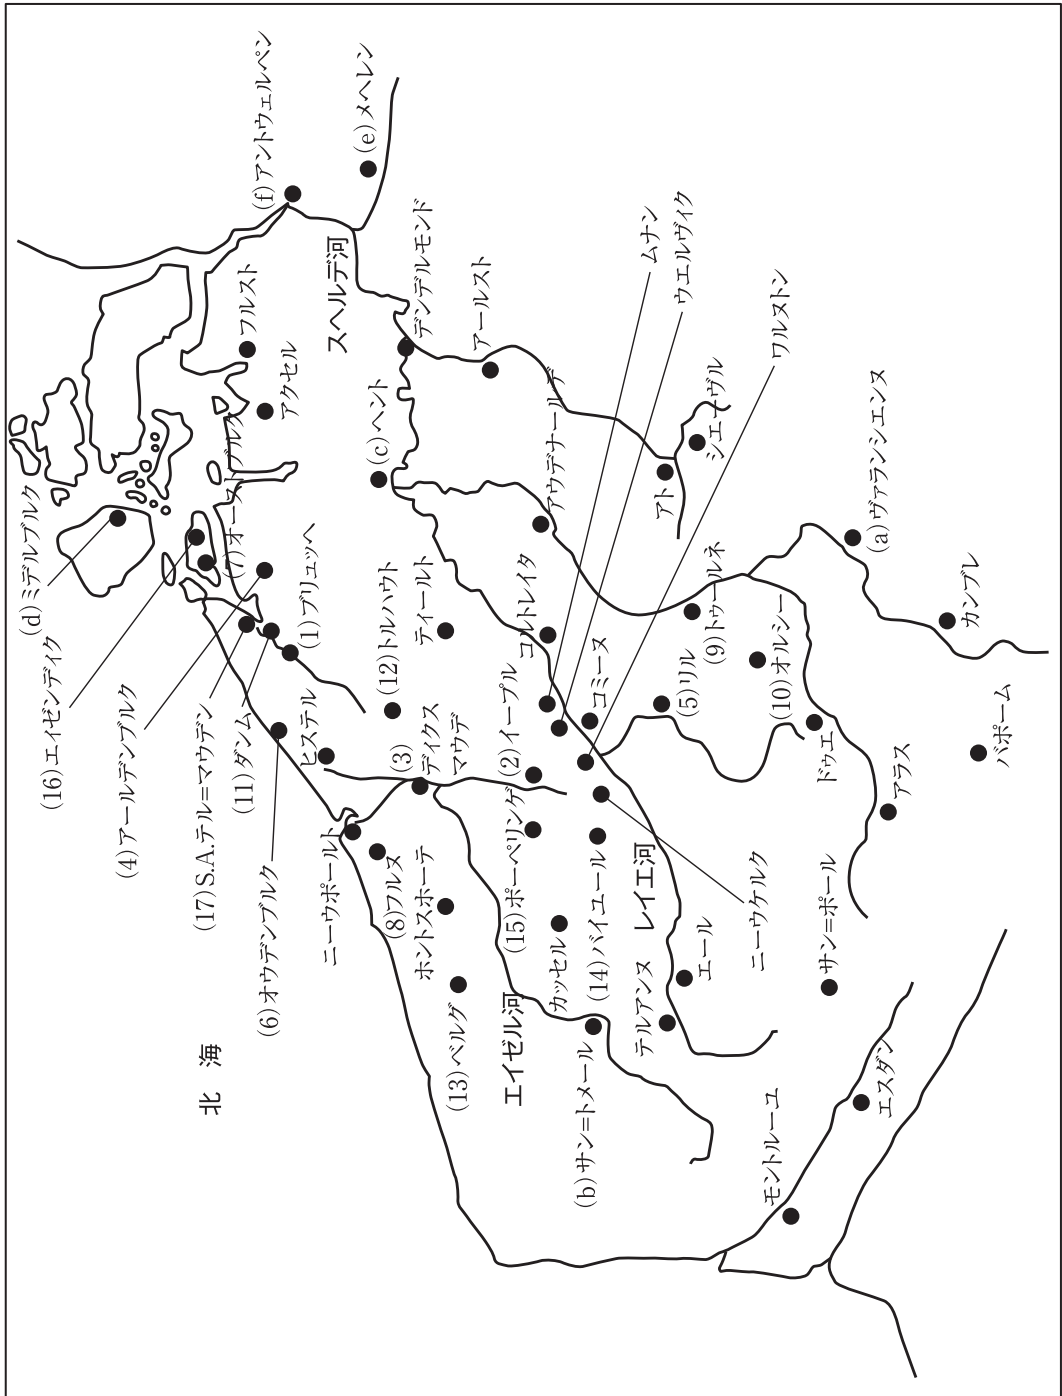 北海
スヘルデ河
エイゼル河
レイエ河
(d)ミデルブルク
(16)エイゼンディク
(4)アールデンブルク
(17)S.A.テル=マウデン
(11)ダンム
(6)オウデンブルク
(7)オーストブルク
(1)ブリュッヘ
アクセル
フルスト
(f)アントウェルペン
(e)メヘレン
(c)ヘント
デンデルモンド
アールスト
ヒステル
ニーウポールト
(8)フルヌ
ホントスホーテ
(13)ベルグ
(3)
ディクス
マウデ
(12)トルハウト
ティールト
コルトレイク
アウデナールデ
(2)イープル
(15)ポーペリンゲ
カッセル
(14)バイユール
(b)サン=トメール
テルアンヌ
エール
ニーウケルク
コミーヌ
ムナン
ウエルヴィク
ワルストン
(5)リル
(9)トゥールネ
(10)オルシー
ドゥエ
アト
シエーヴル
(a)ヴァランシエンヌ
カンブレ
バポーム
アラス
サン=ポール
エスダン
モントルーユ